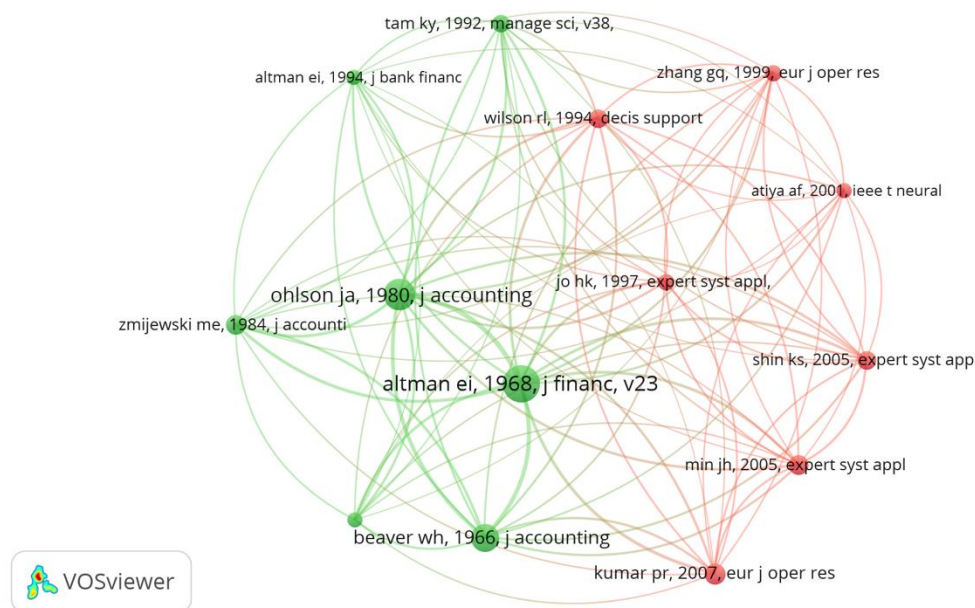 tam ky, 1992, manage sci, v38,
altman ei, 1994, j bank financ
zhang gq, 1999, eur j oper res
wilson rl, 1994, decis support
atiya af, 2001, ieee t neural
jo hk, 1997, expert syst appl,
ohlson ja, 1980, j accounting
zmijewski me, 1984, j accounti
shin ks, 2005, expert syst app
altman ei, 1968, j financ, v23
min jh, 2005, expert syst appl
beaver wh, 1966, j accounting
kumar pr, 2007, eur j oper res
VOSviewer